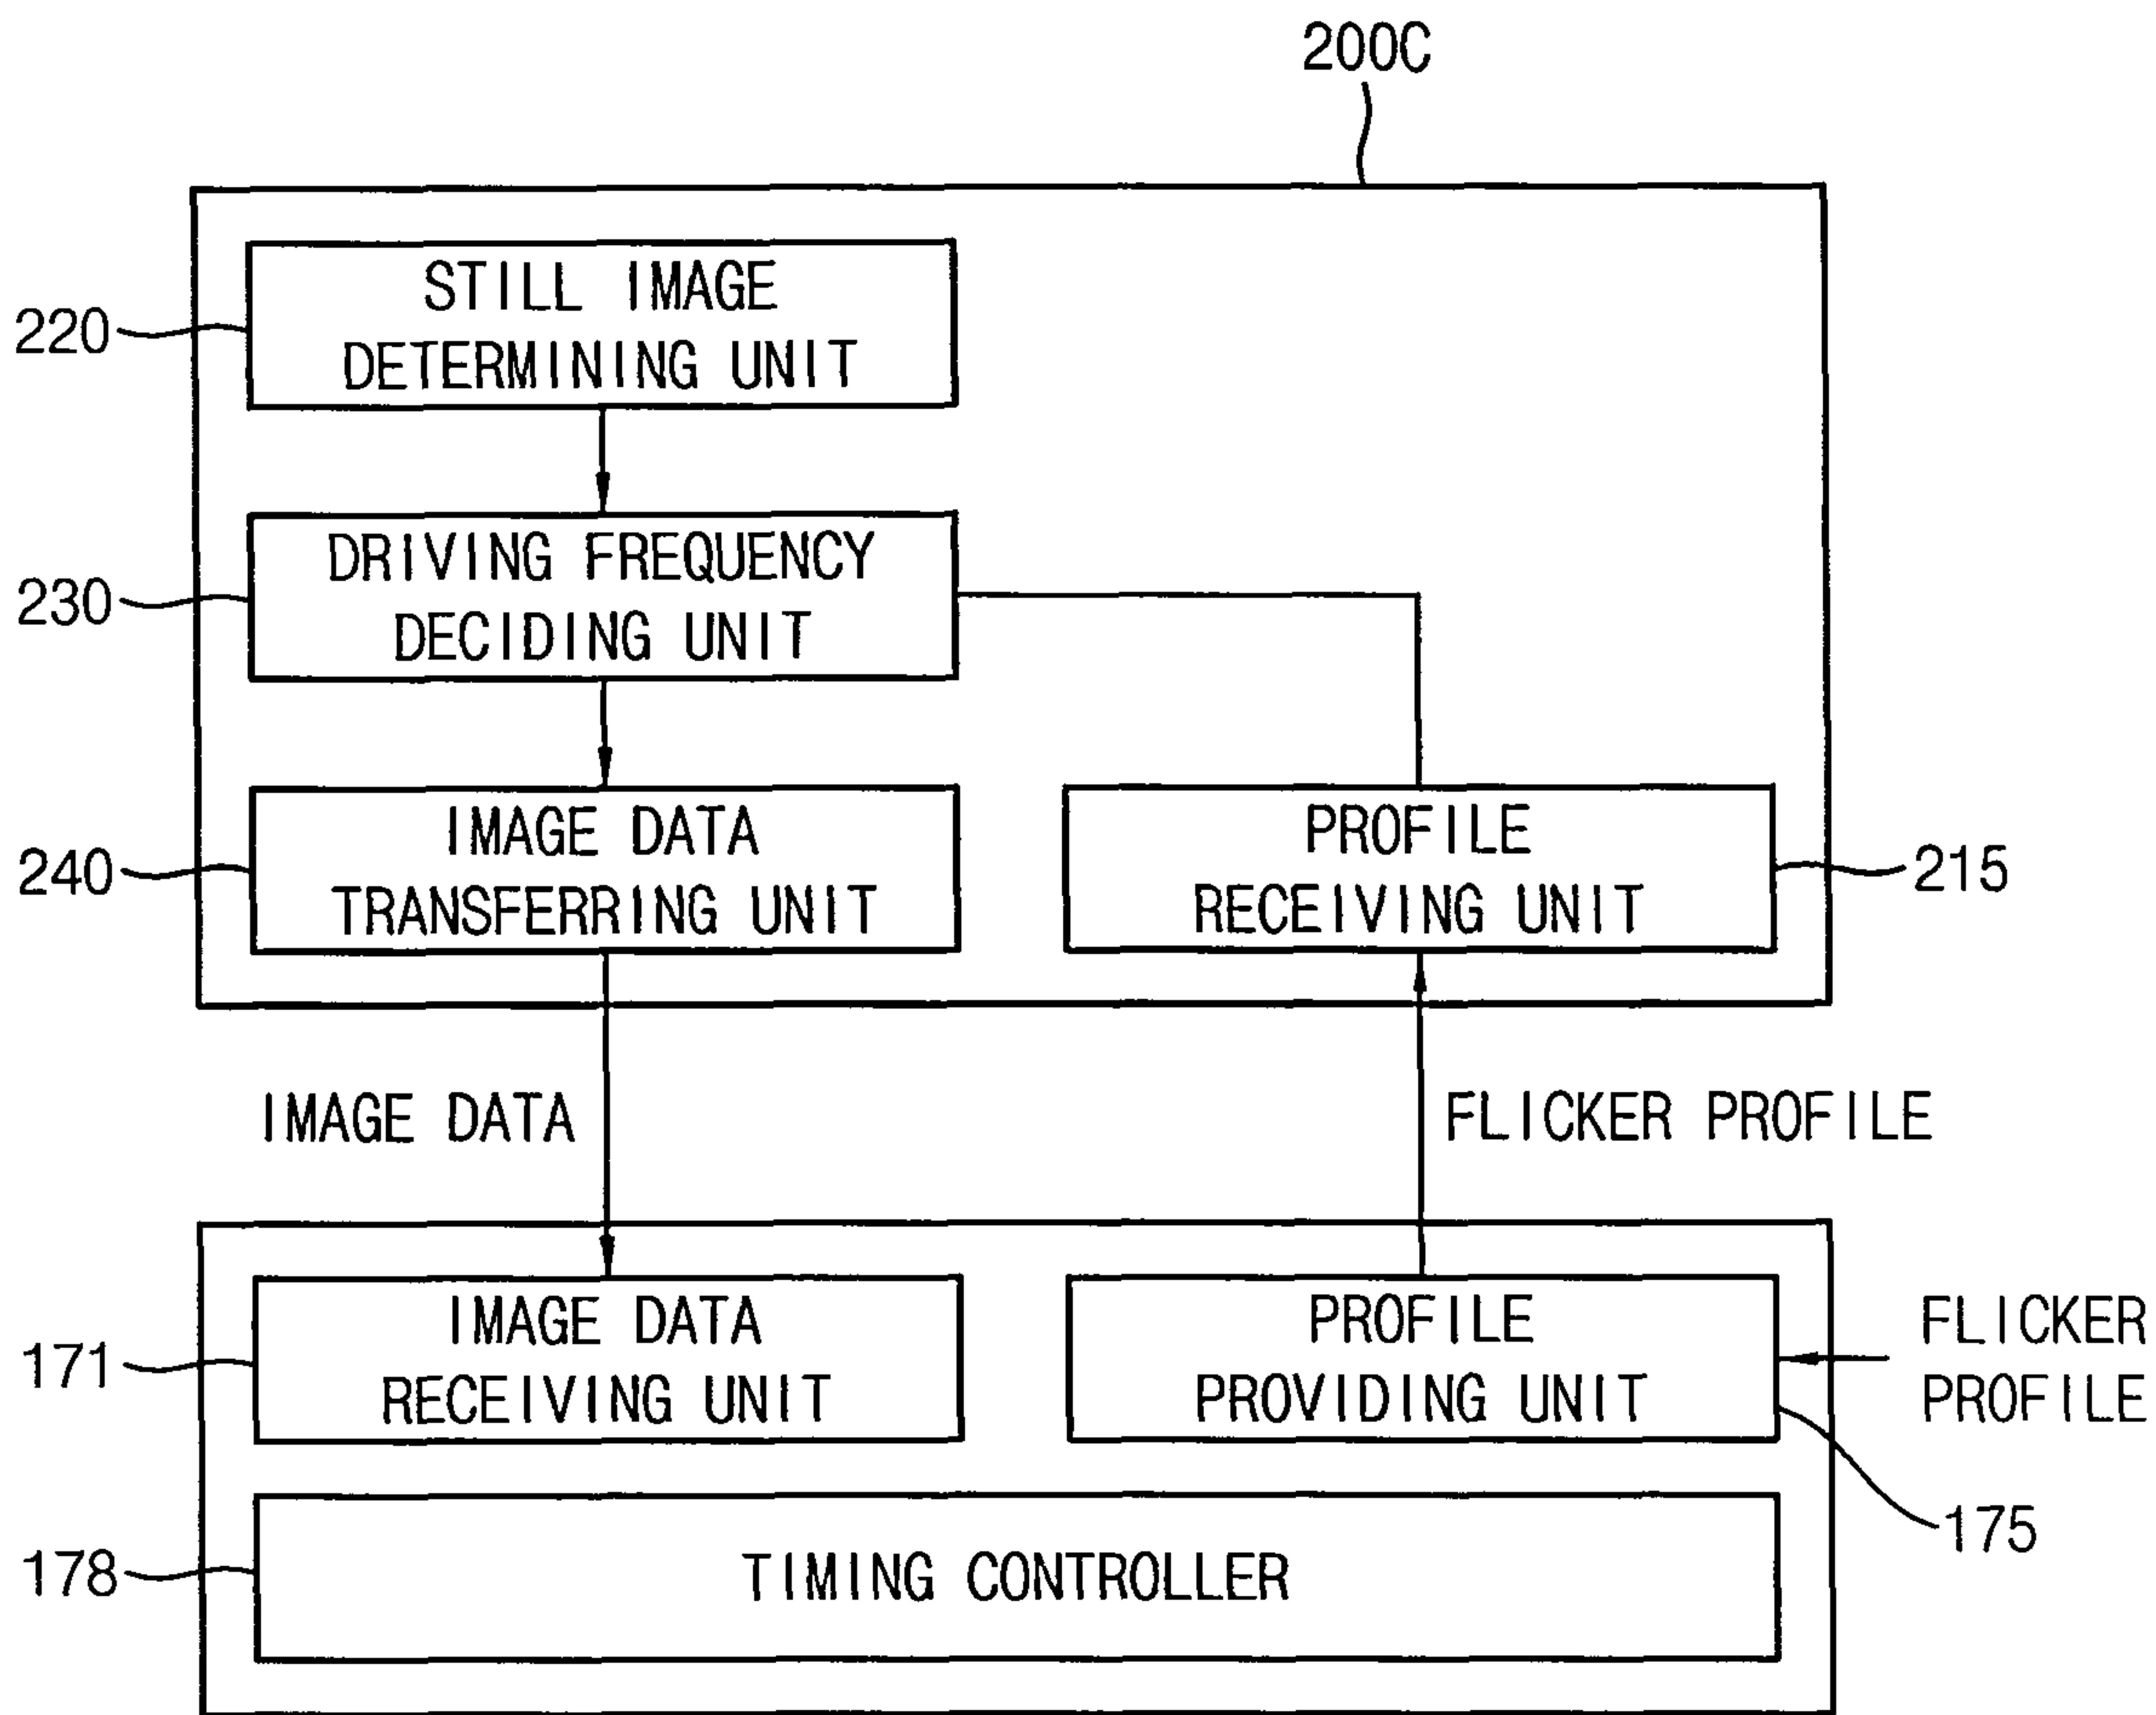 200C
STILL IMAGE
DETERMINING UNIT
220
DRIVING FREQUENCY
DECIDING UNIT
230
IMAGE DATA
TRANSFERRING UNIT
240
PROFILE
RECEIVING UNIT
215
IMAGE DATA
FLICKER PROFILE
IMAGE DATA
RECEIVING UNIT
171
PROFILE
PROVIDING UNIT
FLICKER
PROFILE
175
TIMING CONTROLLER
178